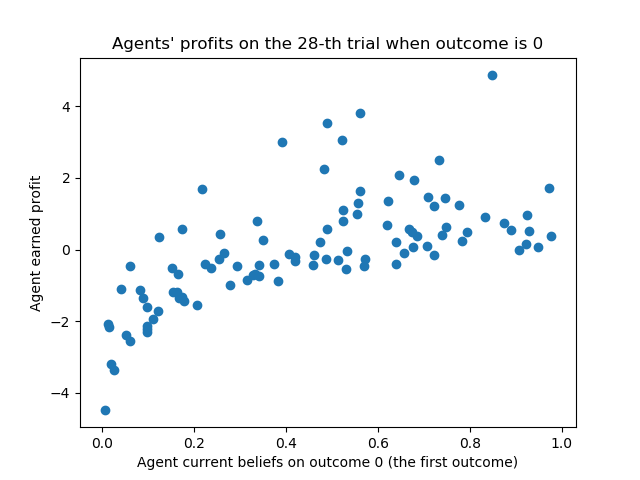 Agents' profits on the 28-th trial when outcome is 0
Agent earned profit
4
2
0
−2
−4
0.0 0.2 0.4 0.6 0.8 1.0
Agent current beliefs on outcome 0 (the first outcome)